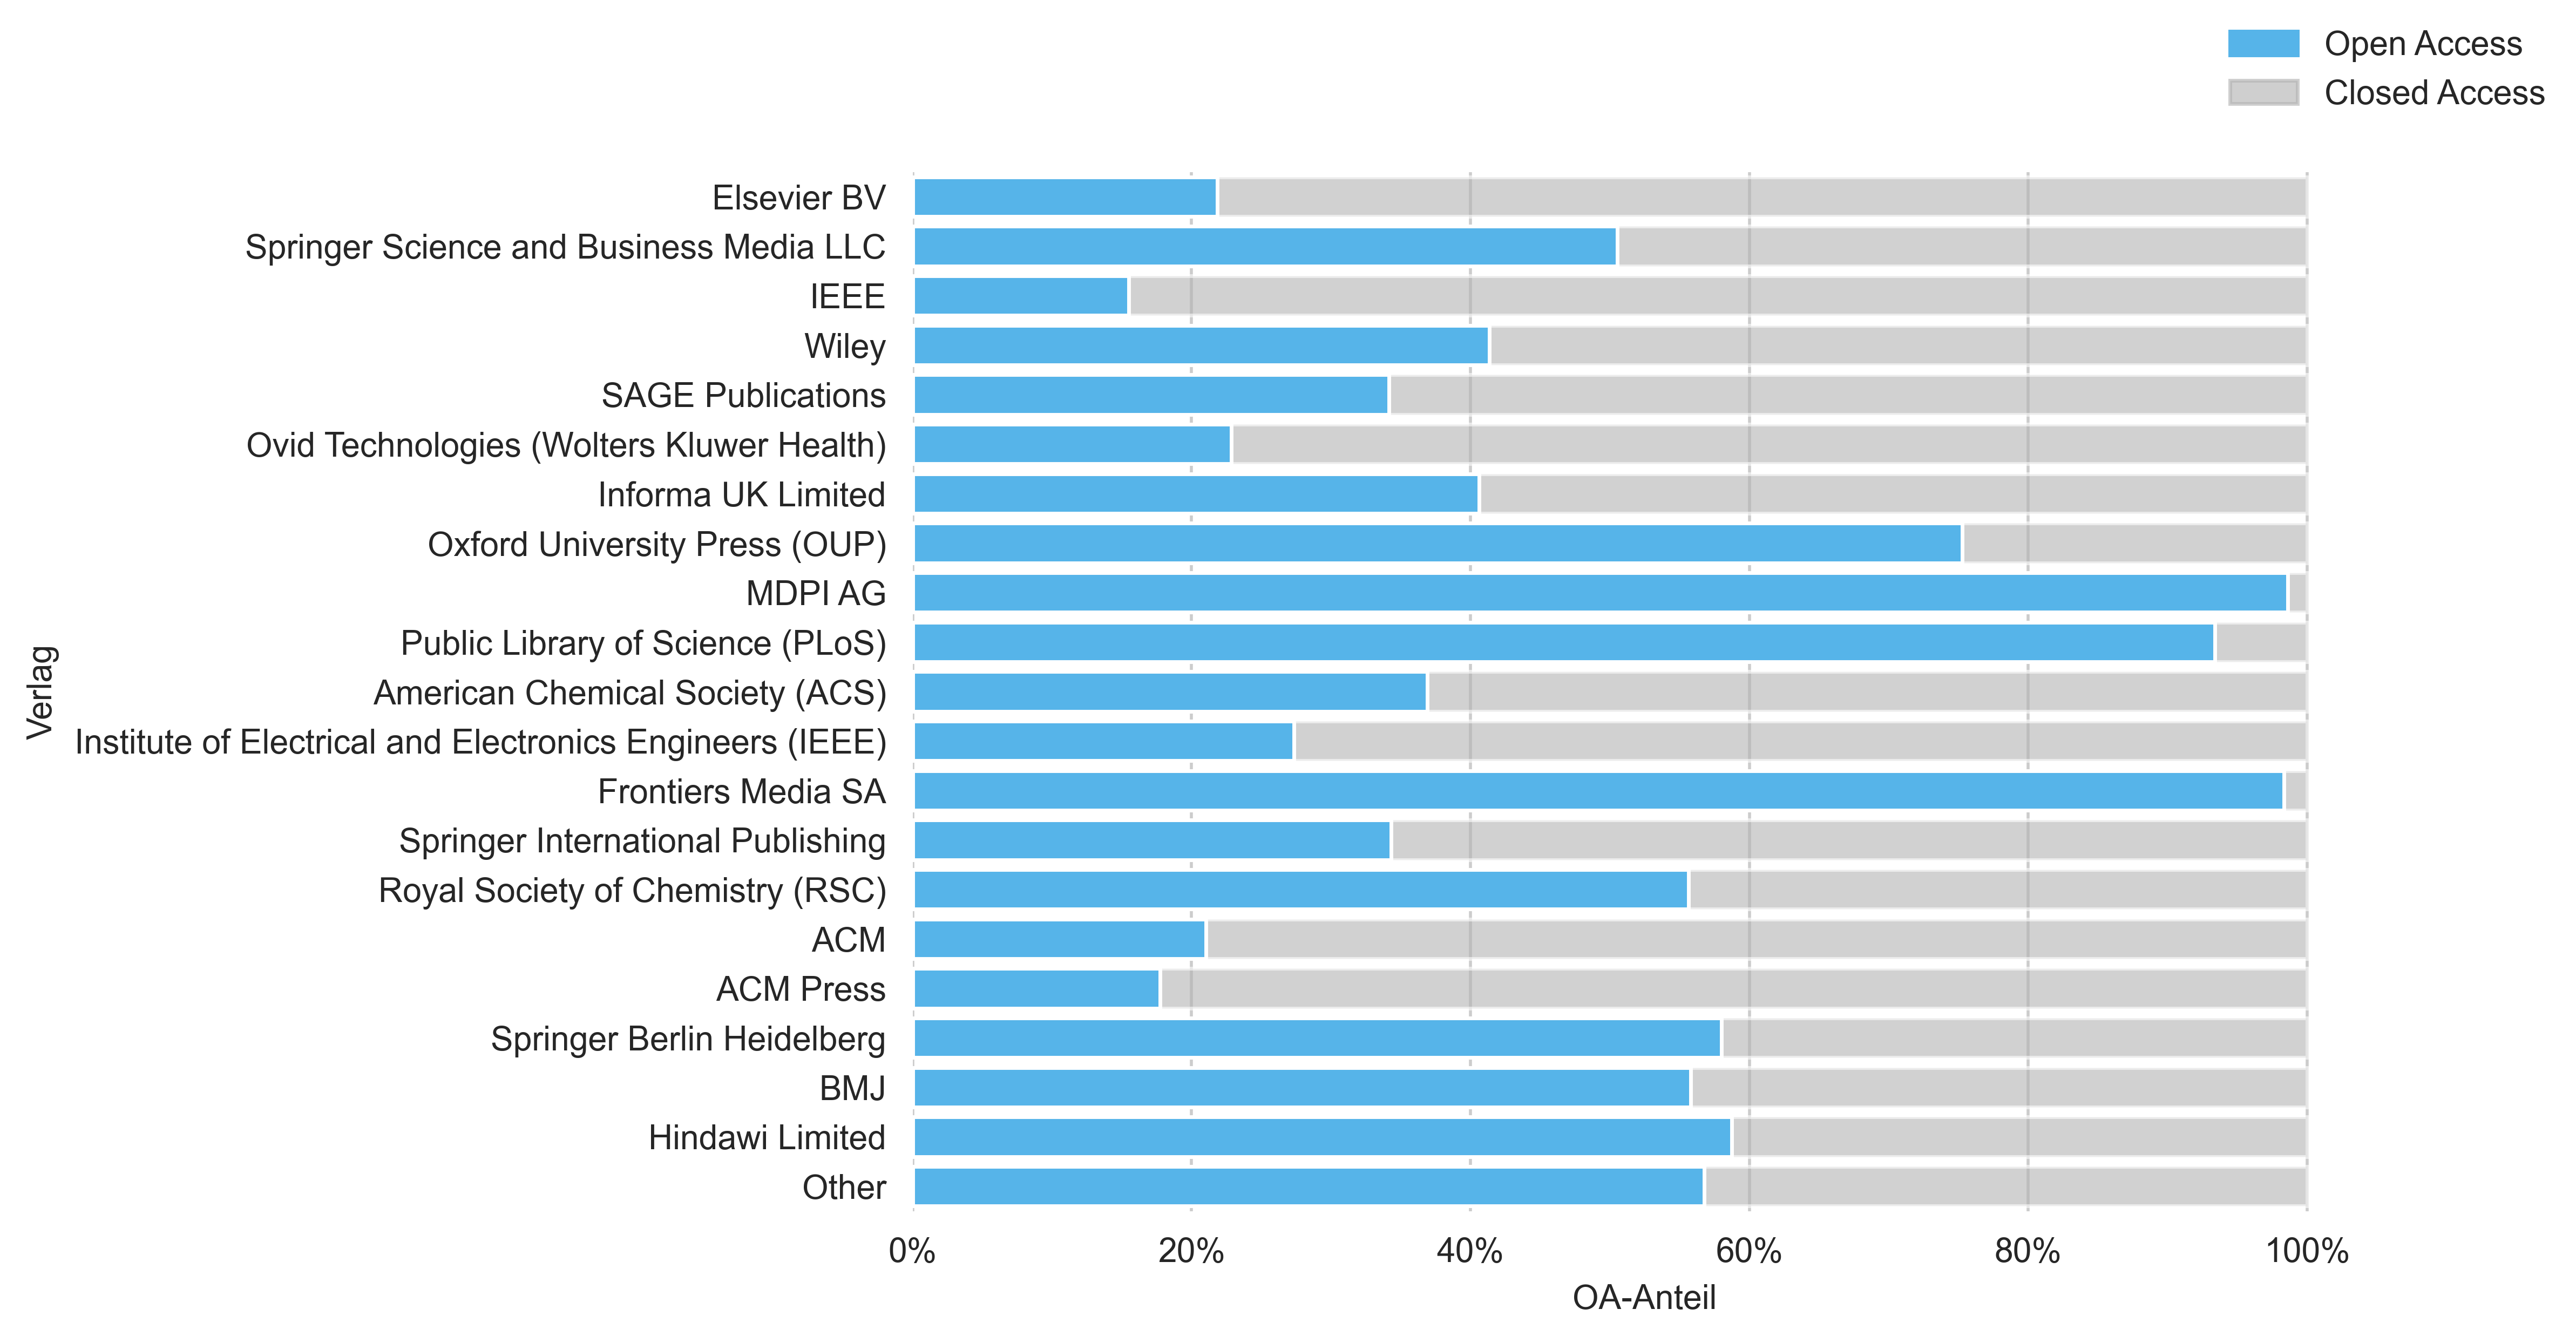 Open Access
Closed Access
Elsevier BV
Springer Science and Business Media LLC
IEEE
Wiley
SAGE Publications
Ovid Technologies (Wolters Kluwer Health)
Informa UK Limited
Oxford University Press (OUP)
MDPI AG
Public Library of Science (PLoS)
American Chemical Society (ACS)
Institute of Electrical and Electronics Engineers (IEEE)
Frontiers Media SA
Springer International Publishing
Royal Society of Chemistry (RSC)
ACM
ACM Press
Springer Berlin Heidelberg
BMJ
Hindawi Limited
Other
Verlag
0% 20% 40% 60% 80% 100%
OA-Anteil